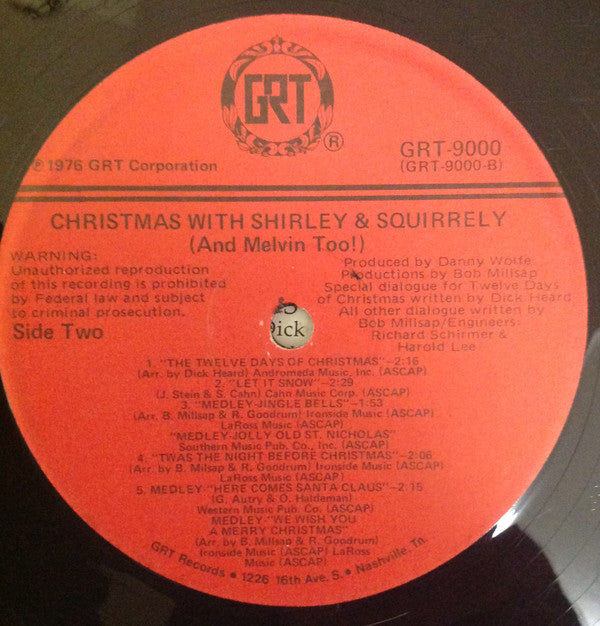 GRT
®
℗ 1976 GRT Corporation
GRT-9000
(GRT-9000-B)
CHRISTMAS WITH SHIRLEY & SQUIRRELY
(And Melvin Too!)
WARNING:
Unauthorized reproduction
of this recording is prohibited
by Federal law and subject
to criminal prosecution.
Side Two
Produced by Danny Wolfe
Productions by Bob Millsap
Special dialogue for Twelve Days
of Christmas written by Dick Heard
All other dialogue written by
Bob Millsap/Engineers:
Richard Schirmer &
Harold Lee
Dick
1. "THE TWELVE DAYS OF CHRISTMAS"–2:16
(Arr. by Dick Heard) Andromeda Music, Inc. (ASCAP)
2. "LET IT SNOW"–2:29
(J. Stein & S. Cahn) Cahn Music Corp. (ASCAP)
3. "MEDLEY-JINGLE BELLS"–1:53
(Arr. B. Millsap & R. Goodrum) Ironside Music (ASCAP)
LaRoss Music (ASCAP)
"MEDLEY-JOLLY OLD ST. NICHOLAS"
Southern Music Pub. Co., Inc. (ASCAP)
4. "TWAS THE NIGHT BEFORE CHRISTMAS"–2:06
(Arr. by B. Milsap & R. Goodrum) Ironside Music (ASCAP)
LaRoss Music (ASCAP)
5. MEDLEY-"HERE COMES SANTA CLAUS"–2:15
(G. Autry & O. Haldeman)
Western Music Pub. Co. (ASCAP)
MEDLEY-"WE WISH YOU
A MERRY CHRISTMAS"
(Arr. by B. Milsap & R. Goodrum)
Ironside Music (ASCAP) LaRoss
Music (ASCAP)
GRT Records • 1226 16th Ave. S. • Nashville, Tn.